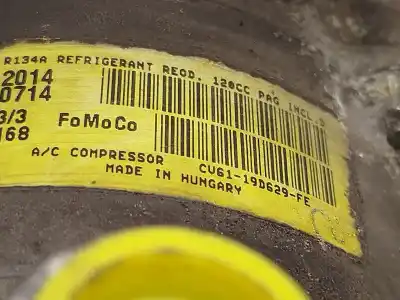 R134A REFRIGERANT REQD. 120CC PAG INCL.
2014
0714
3/3
168 FoMoCo
A/C COMPRESSOR CV61-19D629-FE
MADE IN HUNGARY